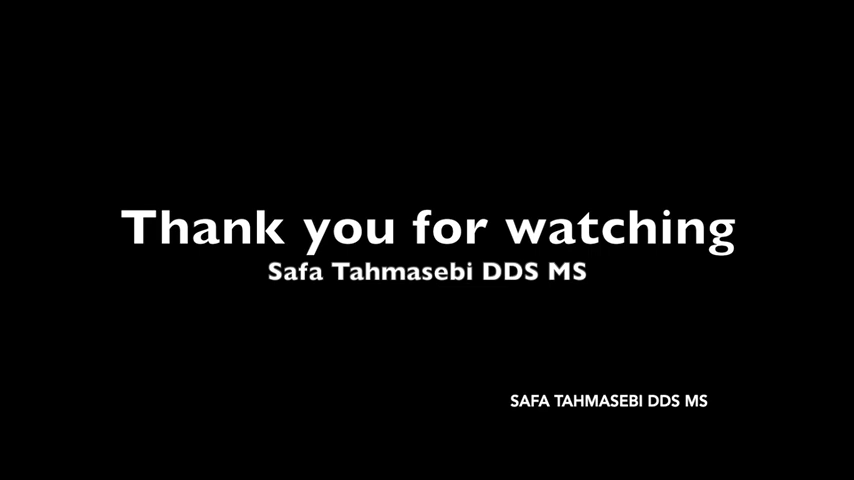 Thank you for watching
Safa Tahmasebi DDS MS
SAFA TAHMASEBI DDS MS